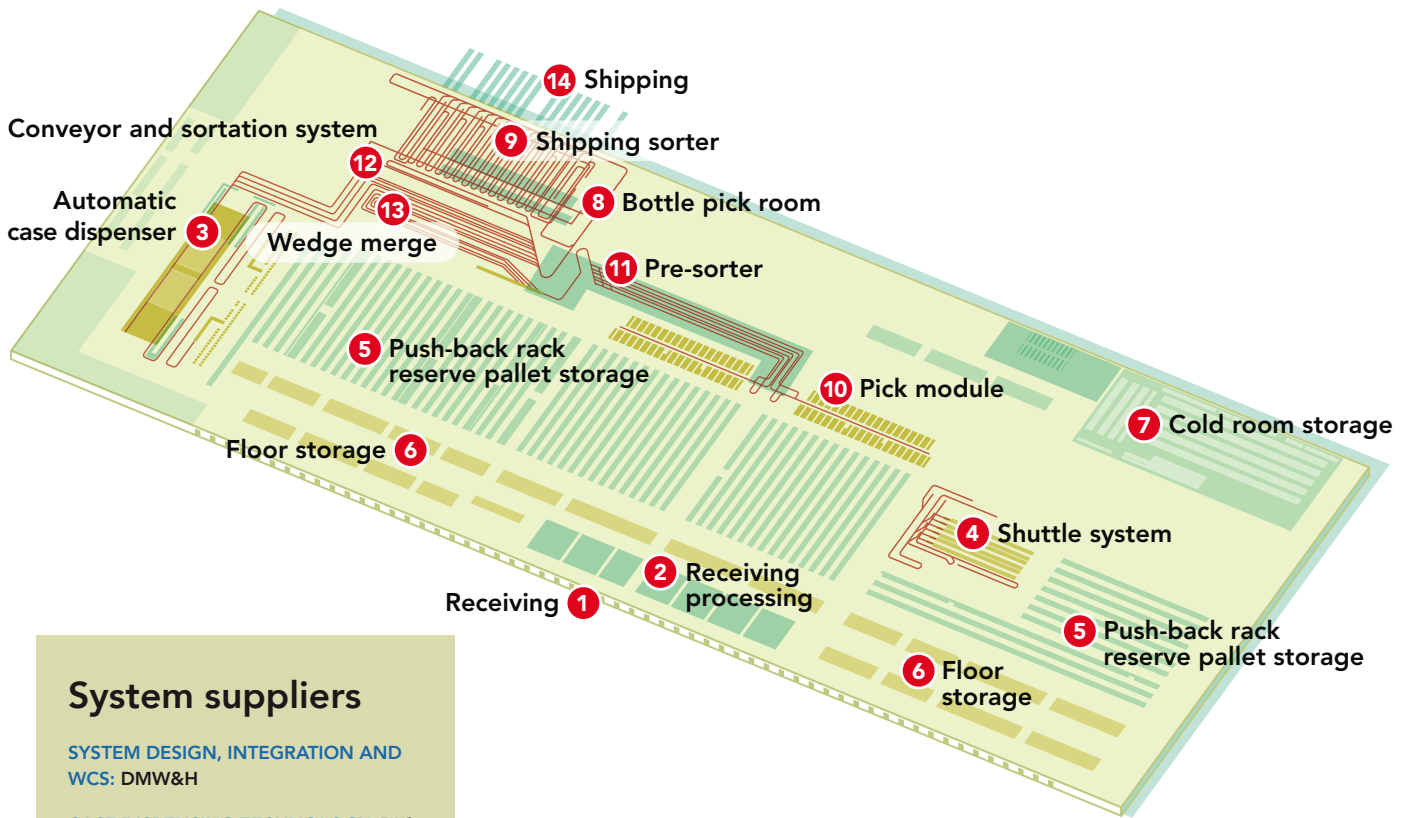 14 Shipping
Conveyor and sortation system
9 Shipping sorter
12
Automatic
case dispenser 3
13
8 Bottle pick room
Wedge merge
11 Pre-sorter
5 Push-back rack
reserve pallet storage
10 Pick module
7 Cold room storage
Floor storage 6
4 Shuttle system
2 Receiving
processing
Receiving 1
5 Push-back rack
reserve pallet storage
6 Floor
storage
System suppliers
SYSTEM DESIGN, INTEGRATION AND
WCS: DMW&H